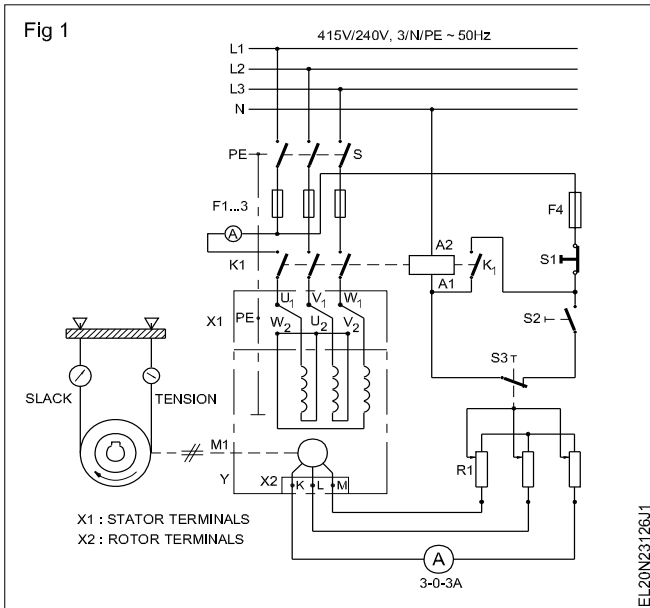 Fig 1
415V/240V, 3/N/PE ~ 50Hz
L1
L2
L3
N
PE
S
F1...3
F4
A
A2
K1
K1
S1
A1
U1 V1 W1
X1
PE
W2 U2 V2
S2
S3
SLACK
TENSION
M1
R1
Y
X2
K L M
X1 : STATOR TERMINALS
X2 : ROTOR TERMINALS
A
3-0-3A
EL20N23126J1